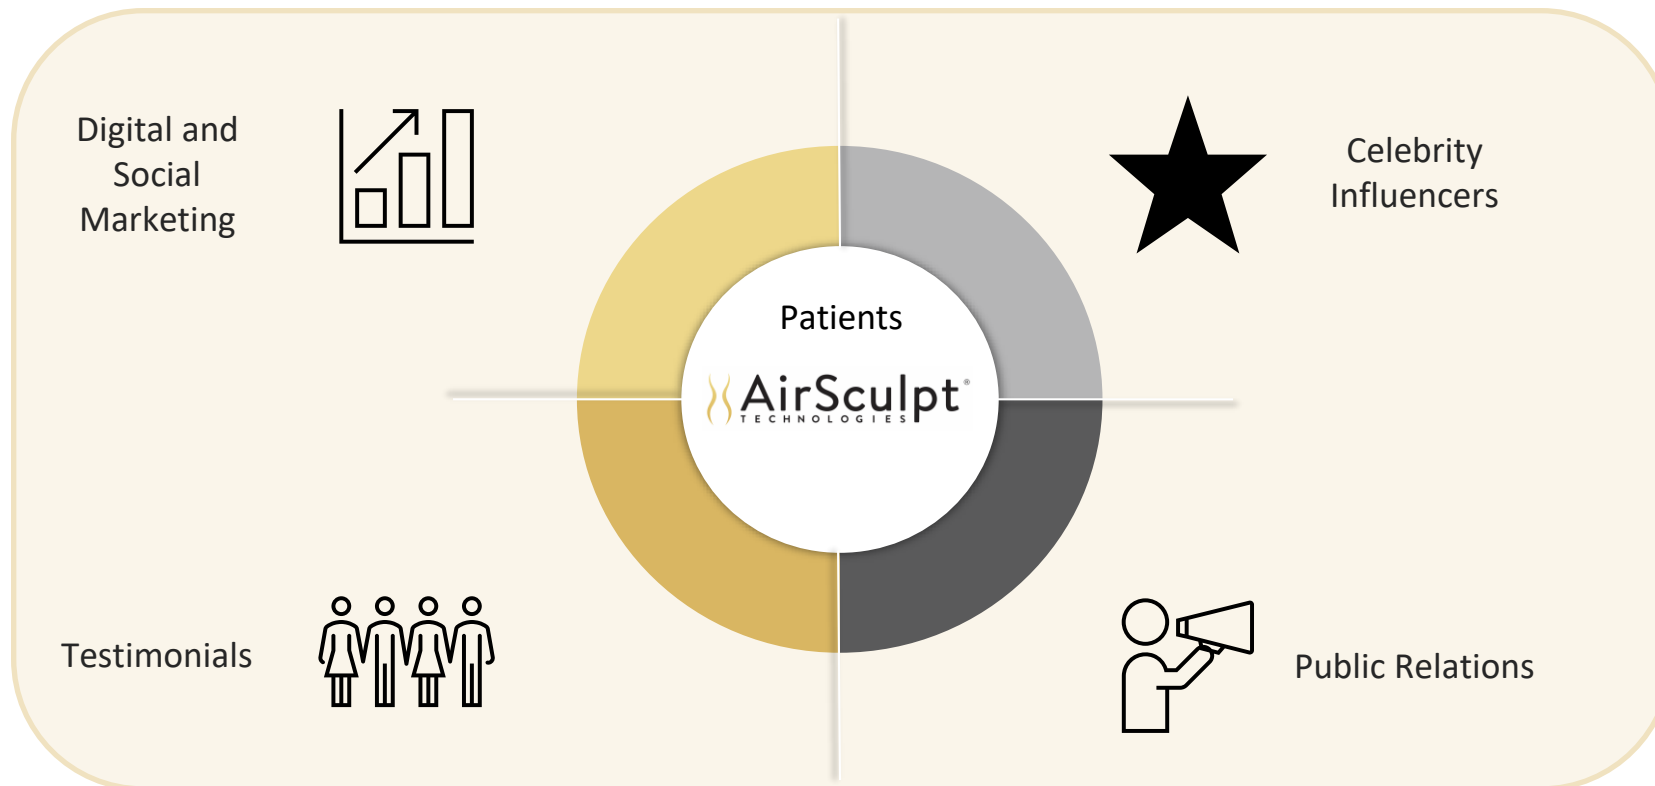 Digital and
Social
Marketing
Celebrity
Influencers
Patients
AirSculpt®
TECHNOLOGIES
Testimonials
Public Relations